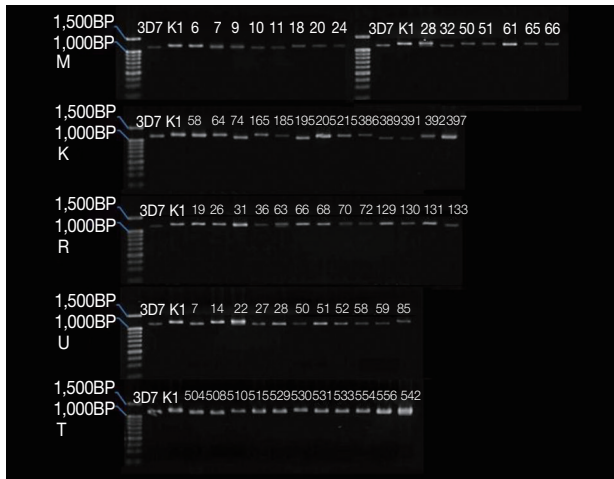 1,500BP
3D7 K1 6 7 9 10 11 18 20 24 3D7 K1 28 32 50 51 61 65 66
1,000BP
M
1,500BP
3D7 K1 58 64 74 165 185 195 205 215 386 389 391 392 397
1,000BP
K
1,500BP
3D7 K1 19 26 31 36 63 66 68 70 72 129 130 131 133
1,000BP
R
1,500BP
3D7 K1 7 14 22 27 28 50 51 52 58 59 85
1,000BP
U
1,500BP
3D7 K1 504 508 510 515 529 530 531 533 554 556 542
1,000BP
T